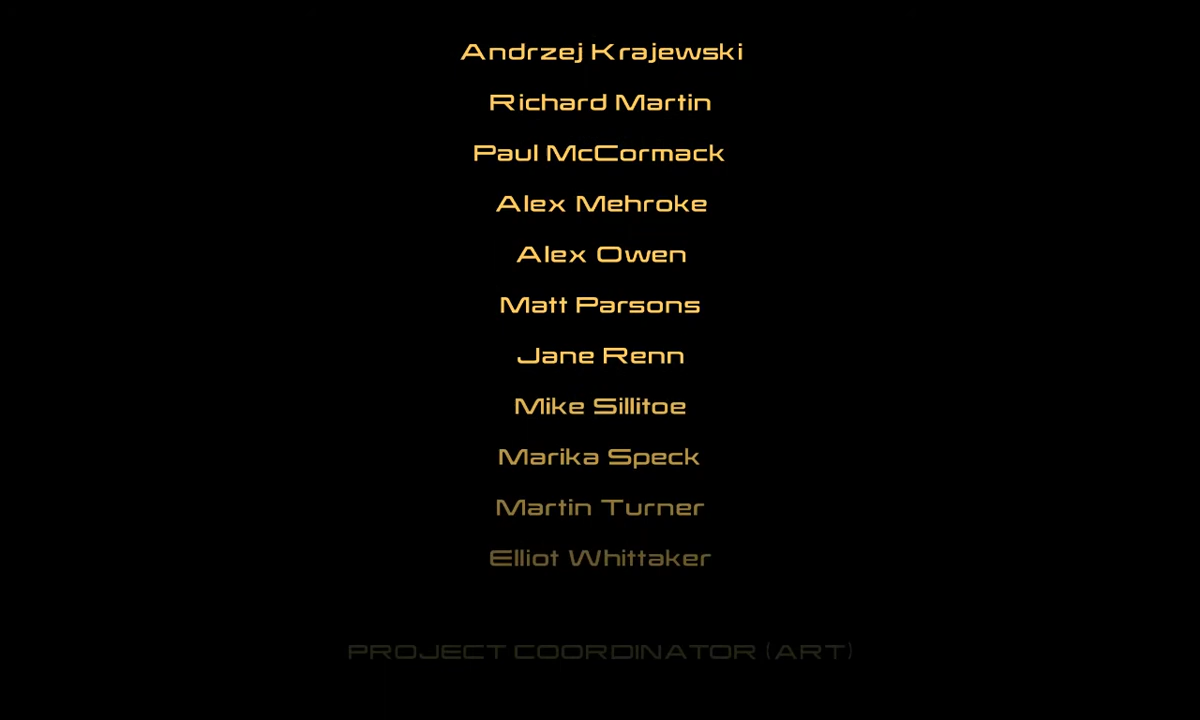 Andrzej Krajewski
Richard Martin
Paul McCormack
Alex Mehroke
Alex Owen
Matt Parsons
Jane Renn
Mike Sillitoe
Marika Speck
Martin Turner
Elliot Whittaker
PROJECT COORDINATOR (ART)